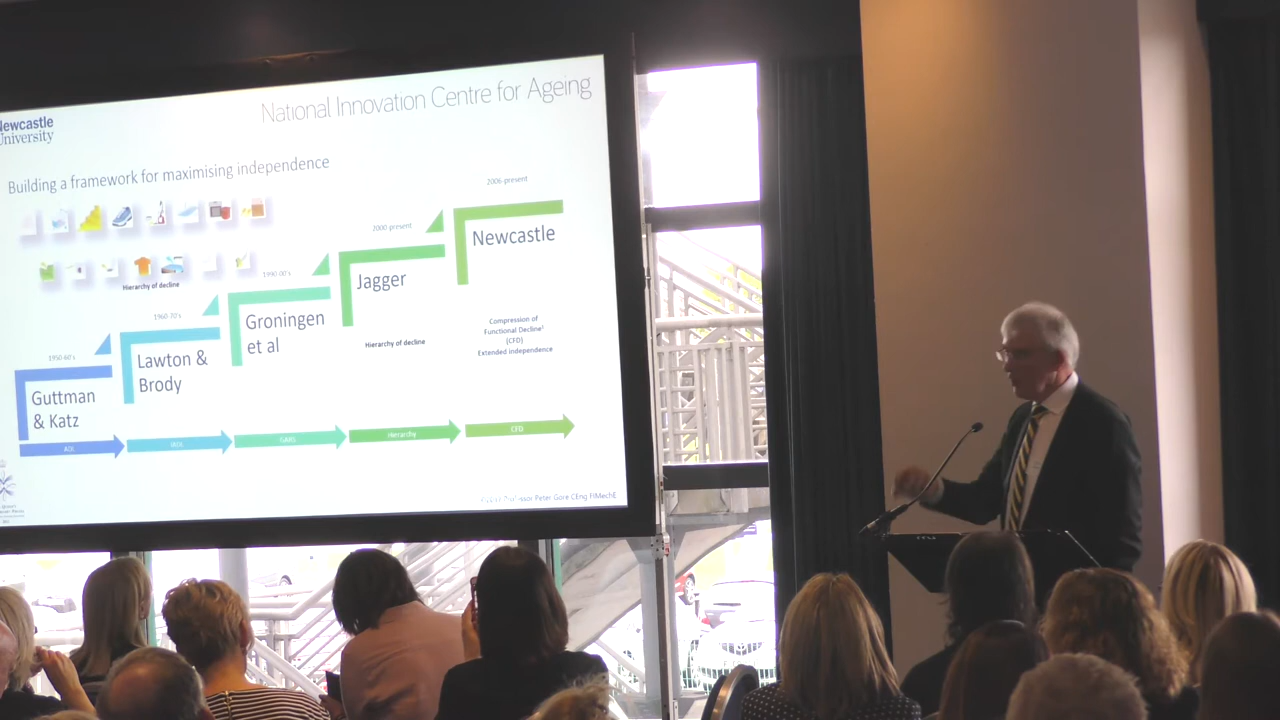 National Innovation Centre for Ageing
Newcastle
University
Building a framework for maximising independence
2006-present
2000-present
Newcastle
Hierarchy of decline
1990-00's
Jagger
1960-70's
Groningen
et al
Compression of
Functional Decline¹
(CFD)
Extended Independence
Hierarchy of decline
1950-60's
Lawton &
Brody
Guttman
& Katz
IADL
GARS
Hierarchy
CFD
Professor Peter Gore CEng FIMechE